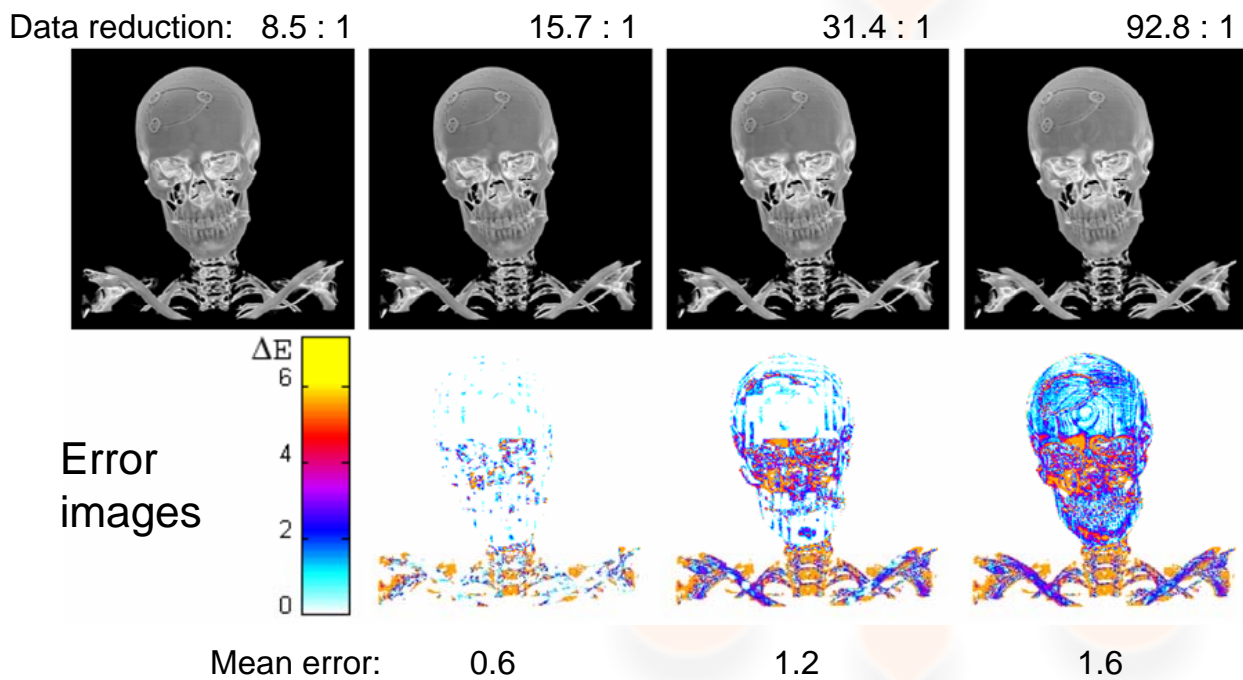 Data reduction: 8.5 : 1 15.7 : 1 31.4 : 1 92.8 : 1
ΔE
6
4
2
0
Error
images
Mean error: 0.6 1.2 1.6